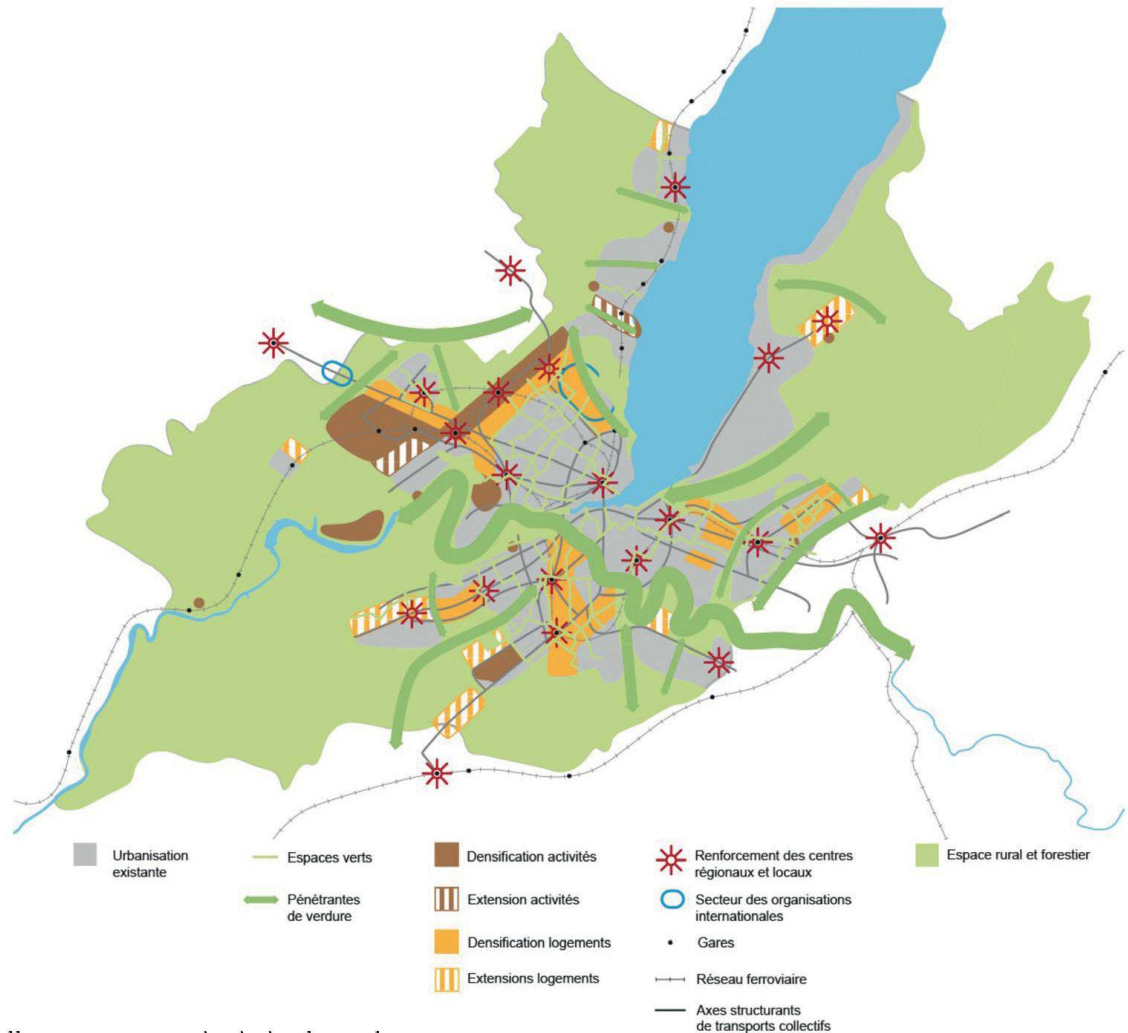 Urbanisation
existante
Espaces verts
Pénétrantes
de verdure
Densification activités
Extension activités
Densification logements
Extensions logements
Renforcement des centres
régionaux et locaux
Secteur des organisations
internationales
Gares
Réseau ferroviaire
Axes structurants
de transports collectifs
Espace rural et forestier